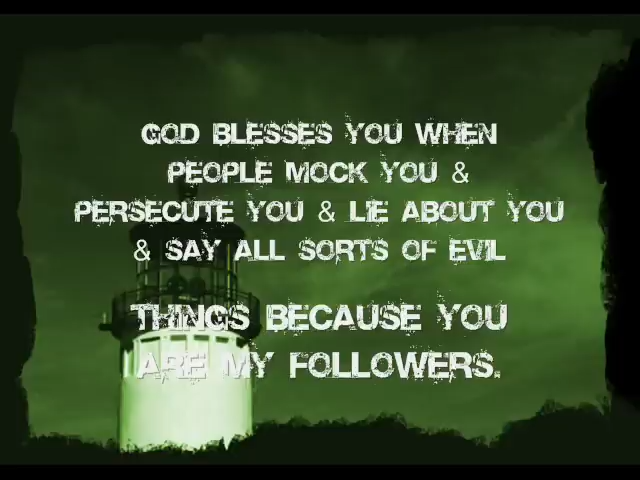 GOD BLESSES YOU WHEN
PEOPLE MOCK YOU &
PERSECUTE YOU & LIE ABOUT YOU
& SAY ALL SORTS OF EVIL
THINGS BECAUSE YOU
ARE MY FOLLOWERS.